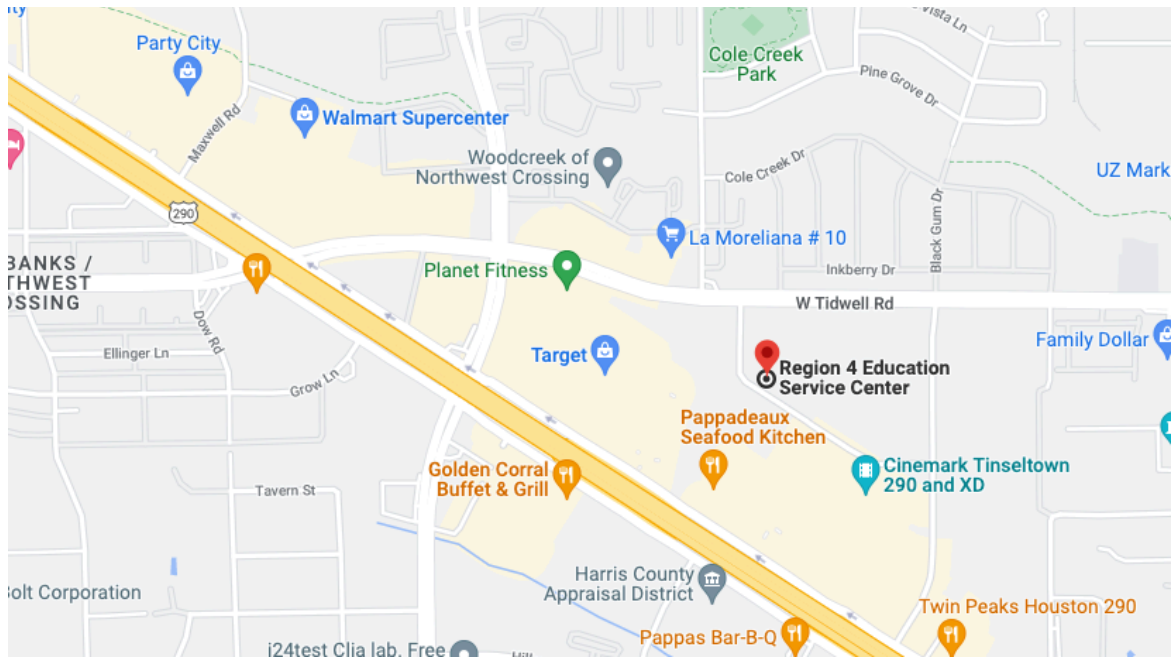 ity
Party City
Cole Creek
Park
Vista Ln
Pine Grove Dr
Maxwell Rd
Walmart Supercenter
Woodcreek of
Northwest Crossing
Cole Creek Dr
UZ Mark
290
Black Gum Dr
La Moreliana # 10
BANKS /
THWEST
OSSING
Planet Fitness
Inkberry Dr
W Tidwell Rd
Dow Rd
Ellinger Ln
Grow Ln
Target
Family Dollar
Region 4 Education
Service Center
Pappadeaux
Seafood Kitchen
Golden Corral
Buffet & Grill
Cinemark Tinseltown
290 and XD
Tavern St
Harris County
Appraisal District
Bolt Corporation
Twin Peaks Houston 290
Pappas Bar-B-Q
i24test Clia lab. Free